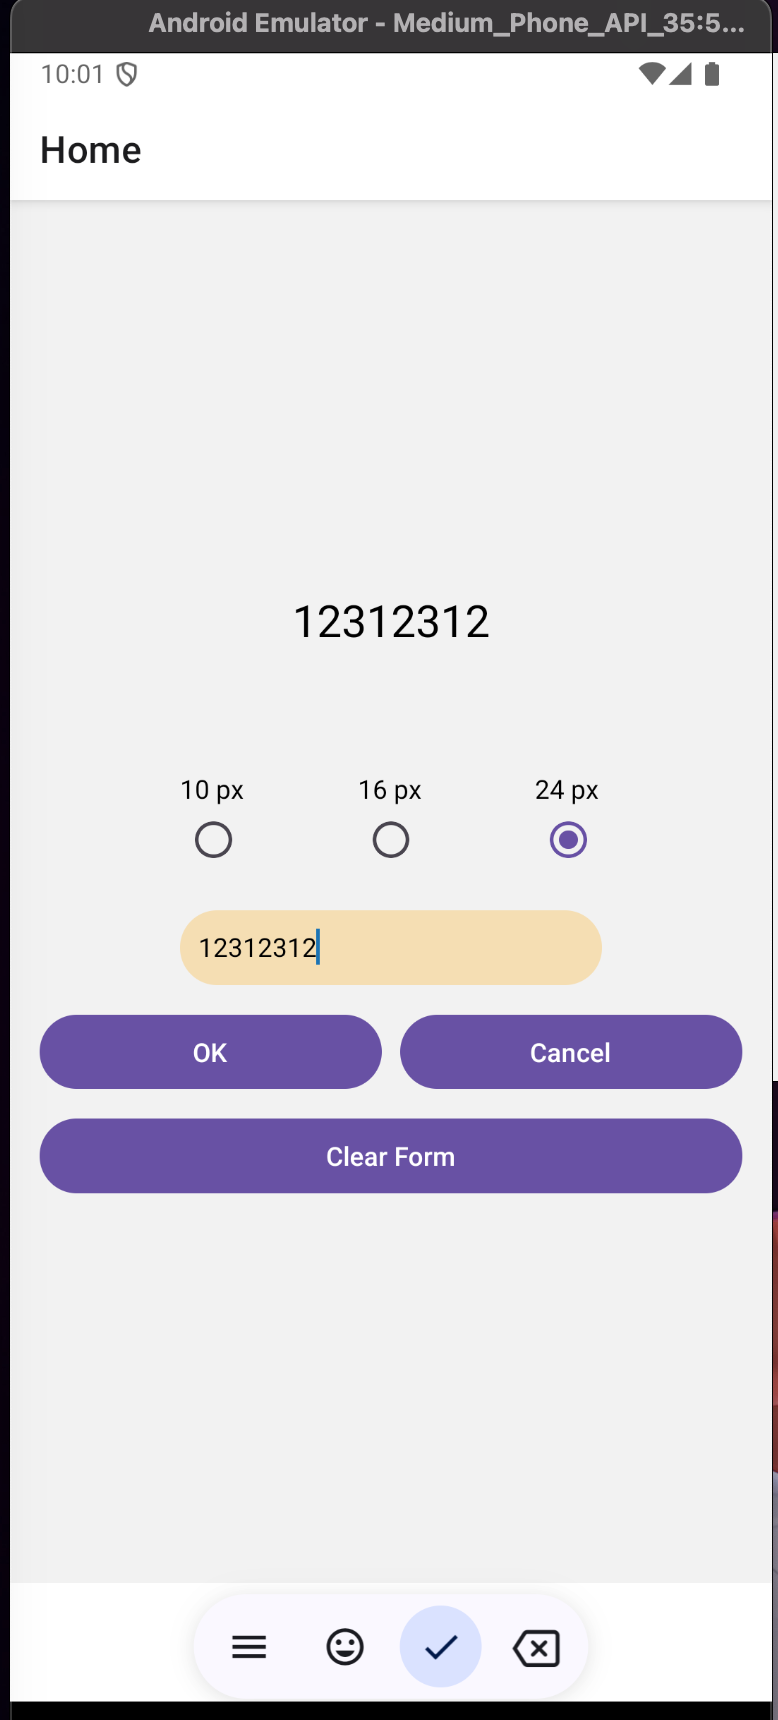 Android Emulator - Medium_Phone_API_35:5...
10:01
Home
12312312
10 px 16 px 24 px
12312312
OK Cancel
Clear Form